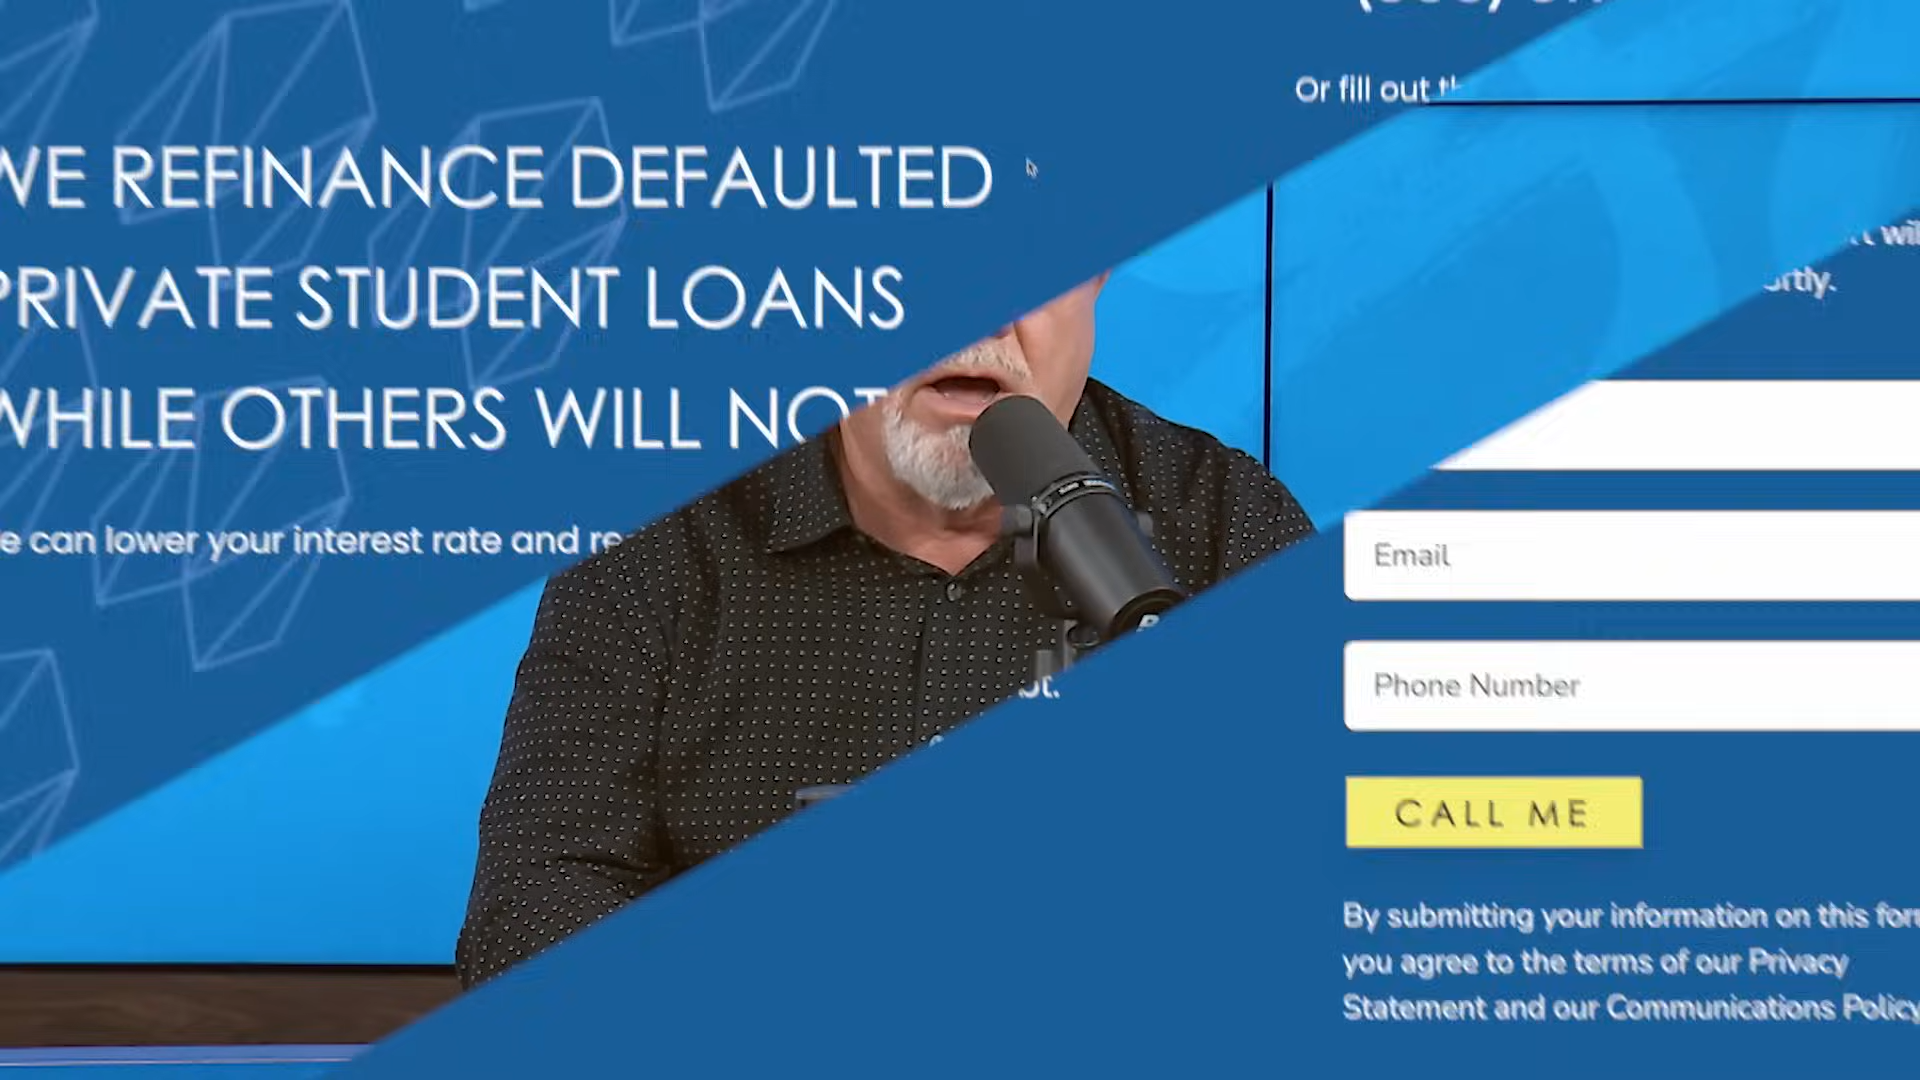 WE REFINANCE DEFAULTED
PRIVATE STUDENT LOANS
WHILE OTHERS WILL NOT
can lower your interest rate and
Or fill out
Email
Phone Number
CALL ME
By submitting your information on this
you agree to the terms of our Privacy
Statement and our Communications Policy